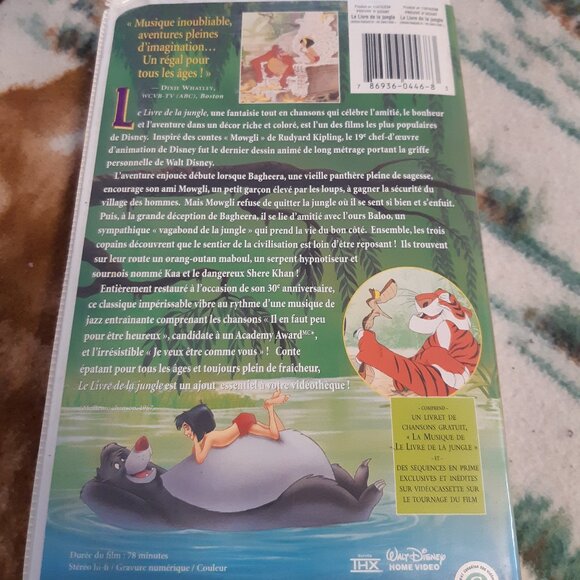 « Musique inoubliable,
aventures pleines
d'imagination…
Un régal pour
tous les âges ! »
— DIXIE WHATLEY,
WCVB-TV (ABC), Boston
Le Livre de la jungle
Le Livre de la jungle
7 86936 0446 8
Le Livre de la jungle, une fantaisie tout en chansons qui célèbre l'amitié, le bonheur
et l'aventure dans un décor riche et coloré, est l'un des films les plus populaires
de Disney. Inspiré des contes « Mowgli » de Rudyard Kipling, le 19e chef-d'œuvre
d'animation de Disney fut le dernier dessin animé de long métrage portant la griffe
personnelle de Walt Disney.
L'aventure enjouée débute lorsque Bagheera, une vieille panthère pleine de sagesse,
encourage son ami Mowgli, un petit garçon élevé par les loups, à gagner la sécurité du
village des hommes. Mais Mowgli refuse de quitter la jungle où il se sent si bien et s'enfuit.
Puis, à la grande déception de Bagheera, il se lie d'amitié avec l'ours Baloo, un
sympathique « vagabond de la jungle » qui prend la vie du bon côté. Ensemble, les trois
copains découvrent que le sentier de la civilisation est loin d'être reposant ! Ils trouvent
sur leur route un orang-outan maboul, un serpent hypnotiseur et
sournois nommé Kaa et le dangereux Shere Khan !
Entièrement restauré à l'occasion de son 30e anniversaire,
ce classique impérissable vibre au rythme d'une musique de
jazz entraînante comprenant les chansons « Il en faut peu
pour être heureux », candidate à un Academy AwardMC*,
et l'irrésistible « Je veux être comme vous » ! Conte
épatant pour tous les âges et toujours plein de fraîcheur,
Le Livre de la jungle est un ajout essentiel à votre vidéothèque !
- COMPREND -
UN LIVRET DE
CHANSONS GRATUIT,
« LA MUSIQUE DE
LE LIVRE DE LA JUNGLE »
- ET -
DES SÉQUENCES EN PRIME
EXCLUSIVES ET INÉDITES
SUR VIDÉOCASSETTE SUR
LE TOURNAGE DU FILM
Durée du film : 78 minutes
Stéréo hi-fi / Gravure numérique / Couleur
THX
WALT DISNEY
HOME VIDEO